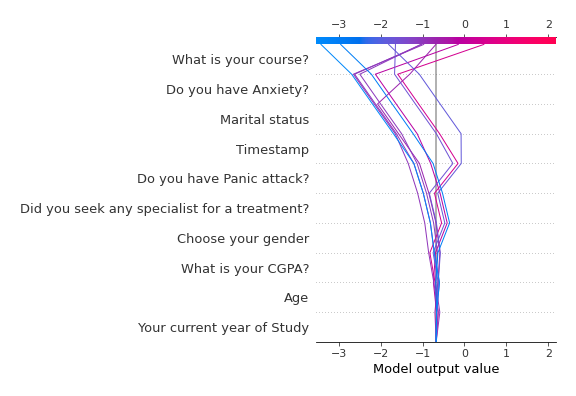 −3 −2 −1 0 1 2
What is your course?
Do you have Anxiety?
Marital status
Timestamp
Do you have Panic attack?
Did you seek any specialist for a treatment?
Choose your gender
What is your CGPA?
Age
Your current year of Study
−3 −2 −1 0 1 2
Model output value